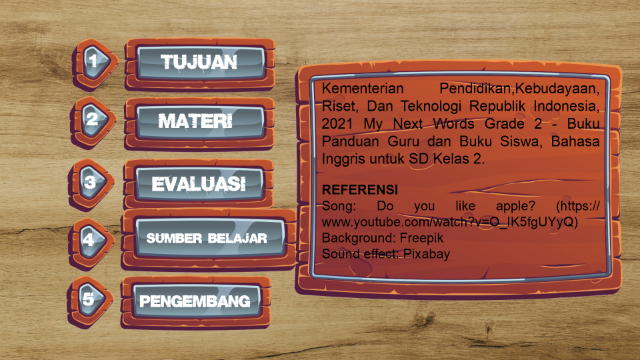 1 TUJUAN
2 MATERI
3 EVALUASI
4 SUMBER BELAJAR
5 PENGEMBANG
Kementerian Pendidikan,Kebudayaan,
Riset, Dan Teknologi Republik Indonesia,
2021 My Next Words Grade 2 - Buku
Panduan Guru dan Buku Siswa, Bahasa
Inggris untuk SD Kelas 2.
REFERENSI
Song: Do you like apple? (https://
www.youtube.com/watch?v=O_IK5fgUYyQ)
Background: Freepik
Sound effect: Pixabay